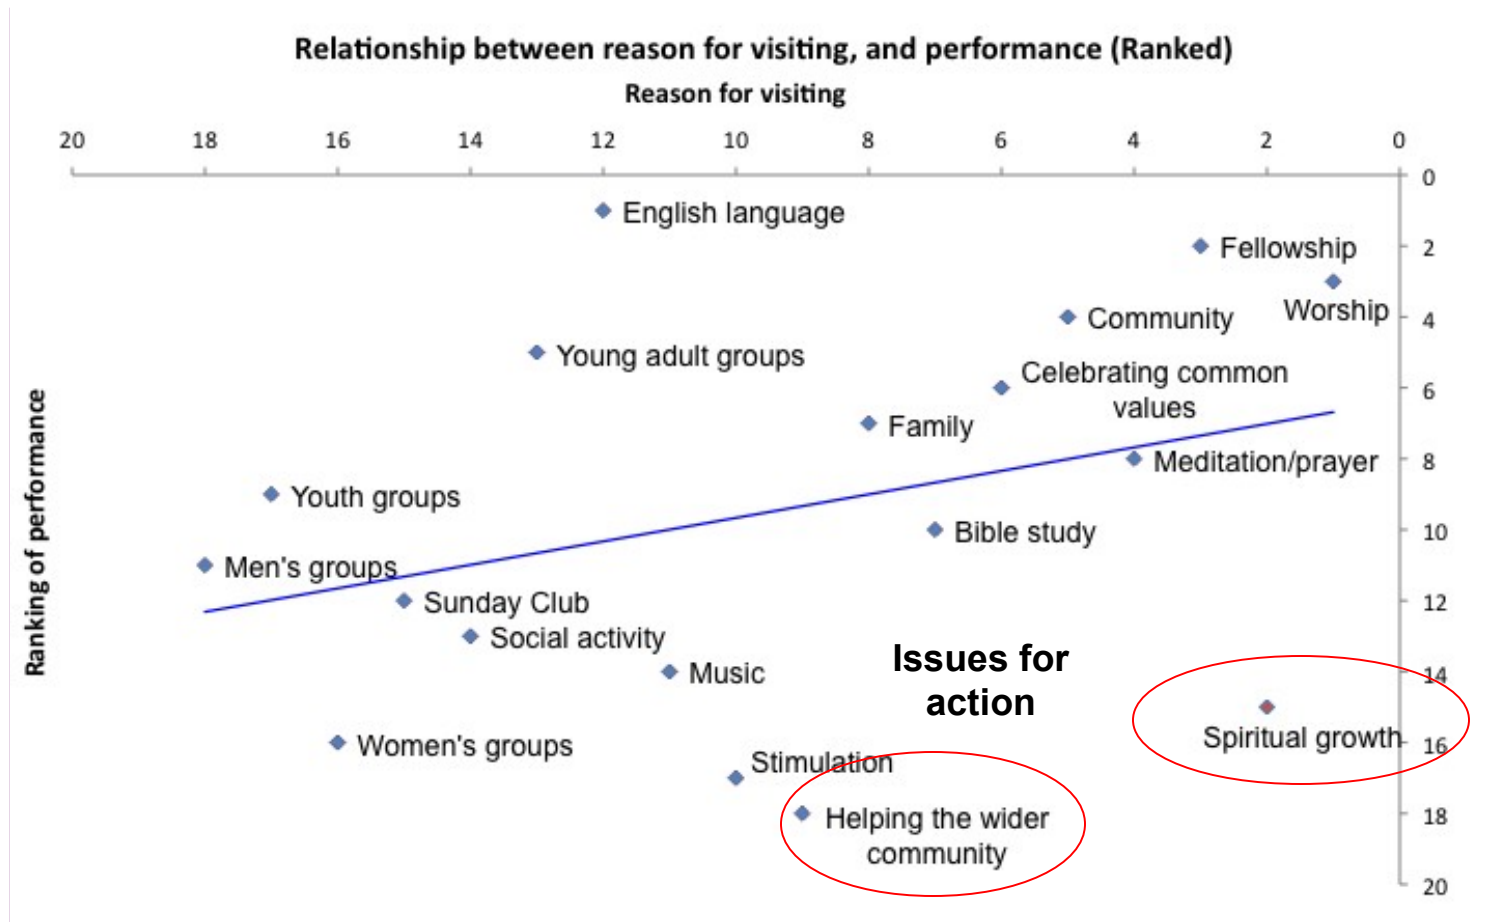 Relationship between reason for visiting, and performance (Ranked)
Reason for visiting
20 18 16 14 12 10 8 6 4 2 0
0
English language
Fellowship
2
Worship
Community
4
Young adult groups
Celebrating common
values
6
Family
Meditation/prayer
8
Youth groups
Bible study
10
Men's groups
Sunday Club
12
Social activity
Issues for
action
Music
14
Spiritual growth
16
Women's groups
Stimulation
Helping the wider
community
18
20
Ranking of performance